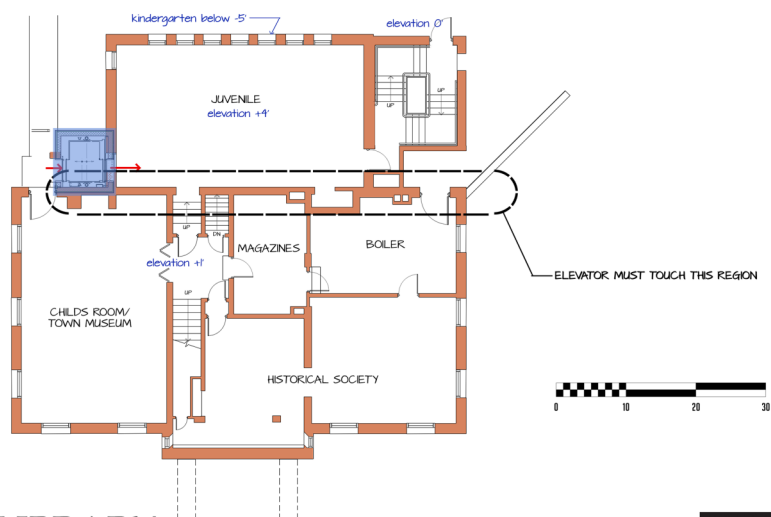 kindergarten below -5'
elevation 0'
JUVENILE
elevation +4'
UP
UP
UP
DN
MAGAZINES
BOILER
elevation +1'
ELEVATOR MUST TOUCH THIS REGION
UP
CHILDS ROOM/
TOWN MUSEUM
HISTORICAL SOCIETY
0 10 20 30